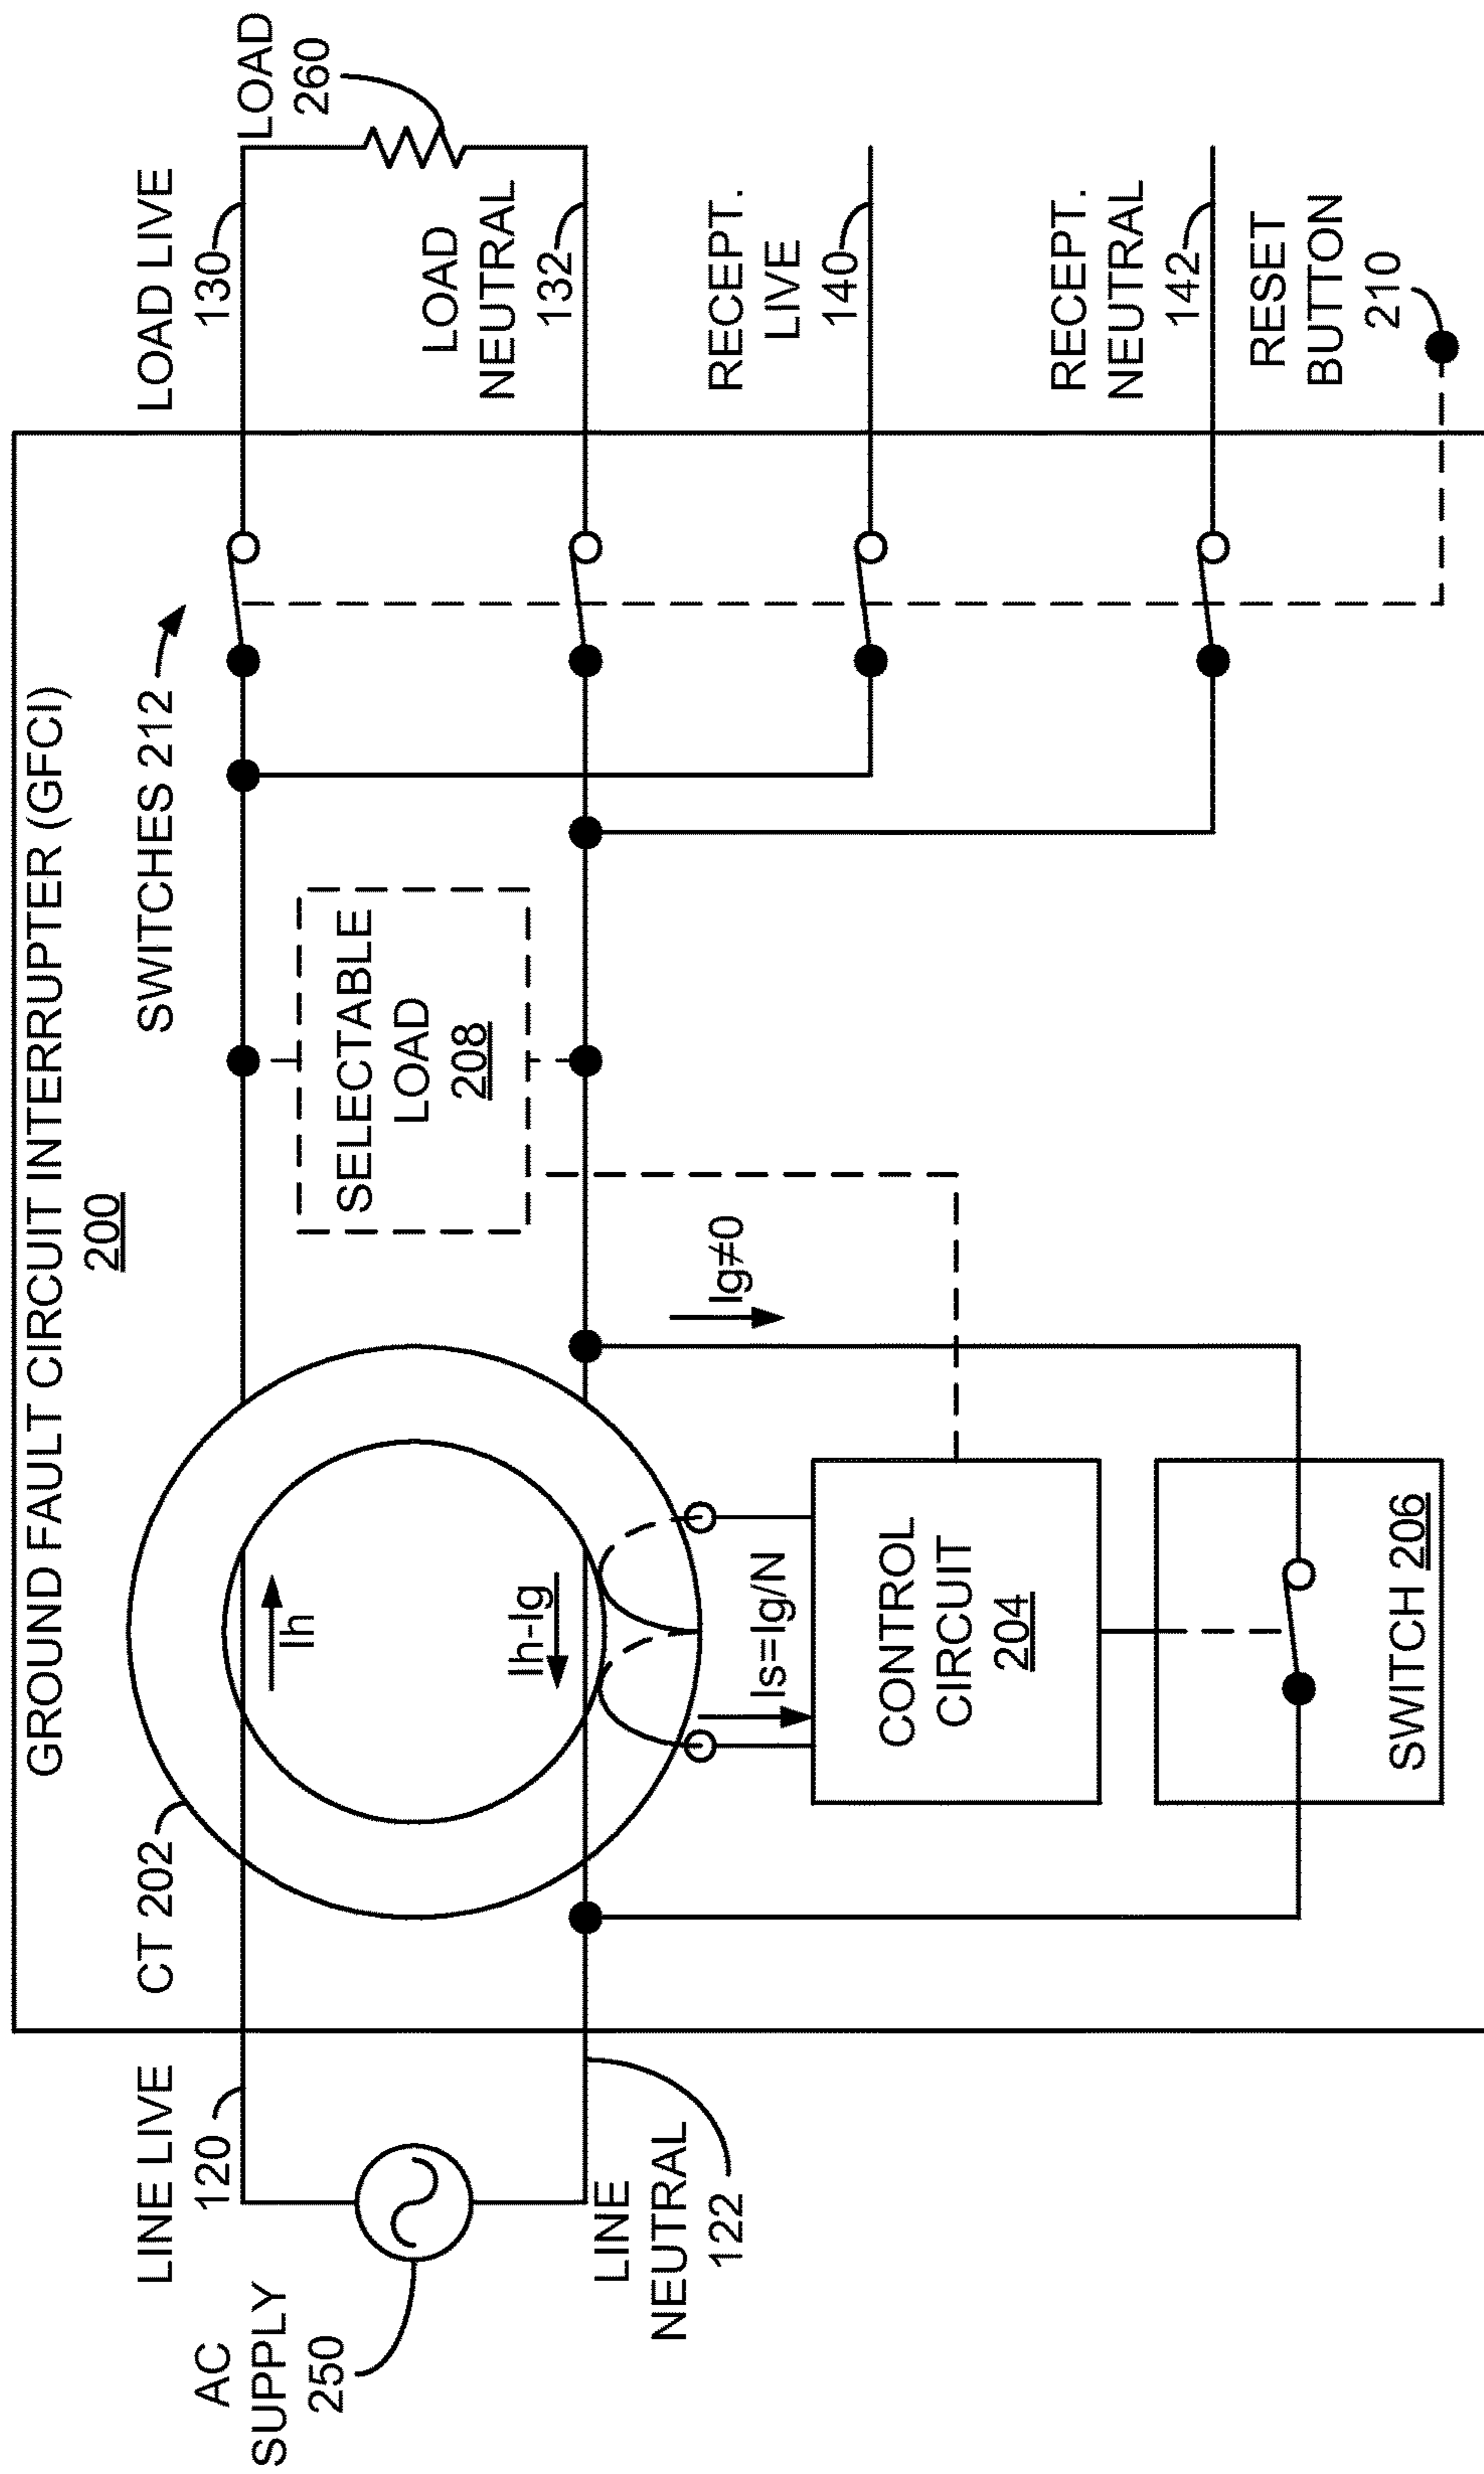 GROUND FAULT CIRCUIT INTERRUPTER (GFCI)
200
AC
SUPPLY
250
LINE LIVE
120
LINE
NEUTRAL
122
CT 202
Ih
Ih-Ig
Is=Ig/N
Ig≠0
CONTROL
CIRCUIT
204
SWITCH 206
SELECTABLE
LOAD
208
SWITCHES 212
LOAD LIVE
130
LOAD
260
LOAD
NEUTRAL
132
RECEPT.
LIVE
140
RECEPT.
NEUTRAL
142
RESET
BUTTON
210